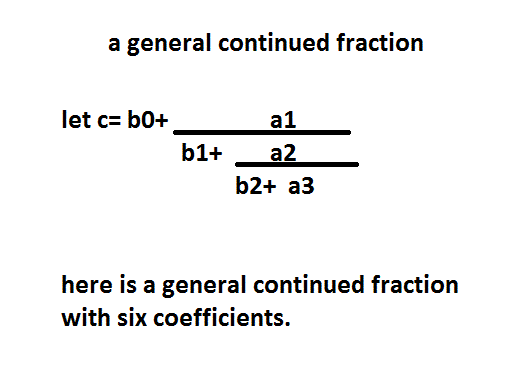 a general continued fraction
let c= b0+ a1
b1+ a2
b2+ a3
here is a general continued fraction
with six coefficients.